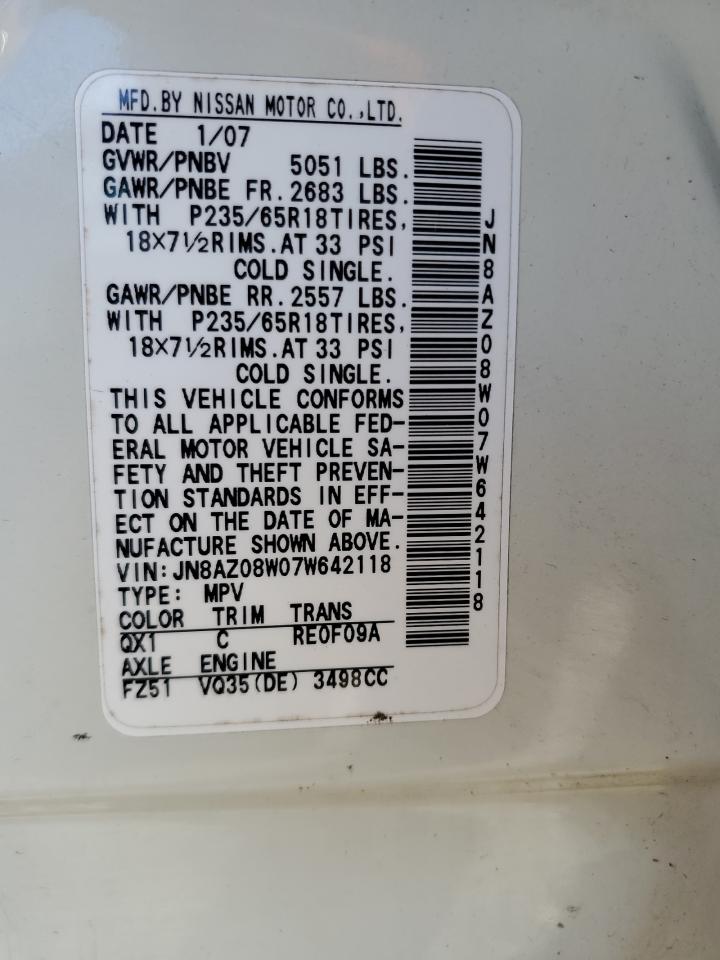 MFD.BY NISSAN MOTOR CO.,LTD.
DATE 1/07
GVWR/PNBV 5051 LBS.
GAWR/PNBE FR.2683 LBS.
WITH P235/65R18TIRES,
18×7½RIMS.AT 33 PSI
COLD SINGLE.
GAWR/PNBE RR.2557 LBS.
WITH P235/65R18TIRES,
18×7½RIMS.AT 33 PSI
COLD SINGLE.
THIS VEHICLE CONFORMS
TO ALL APPLICABLE FED-
ERAL MOTOR VEHICLE SA-
FETY AND THEFT PREVEN-
TION STANDARDS IN EFF-
ECT ON THE DATE OF MA-
NUFACTURE SHOWN ABOVE.
VIN:JN8AZ08W07W642118
TYPE: MPV
COLOR TRIM TRANS
QX1 C RE0F09A
AXLE ENGINE
FZ51 VQ35(DE) 3498CC
JN8AZ08W07W642118